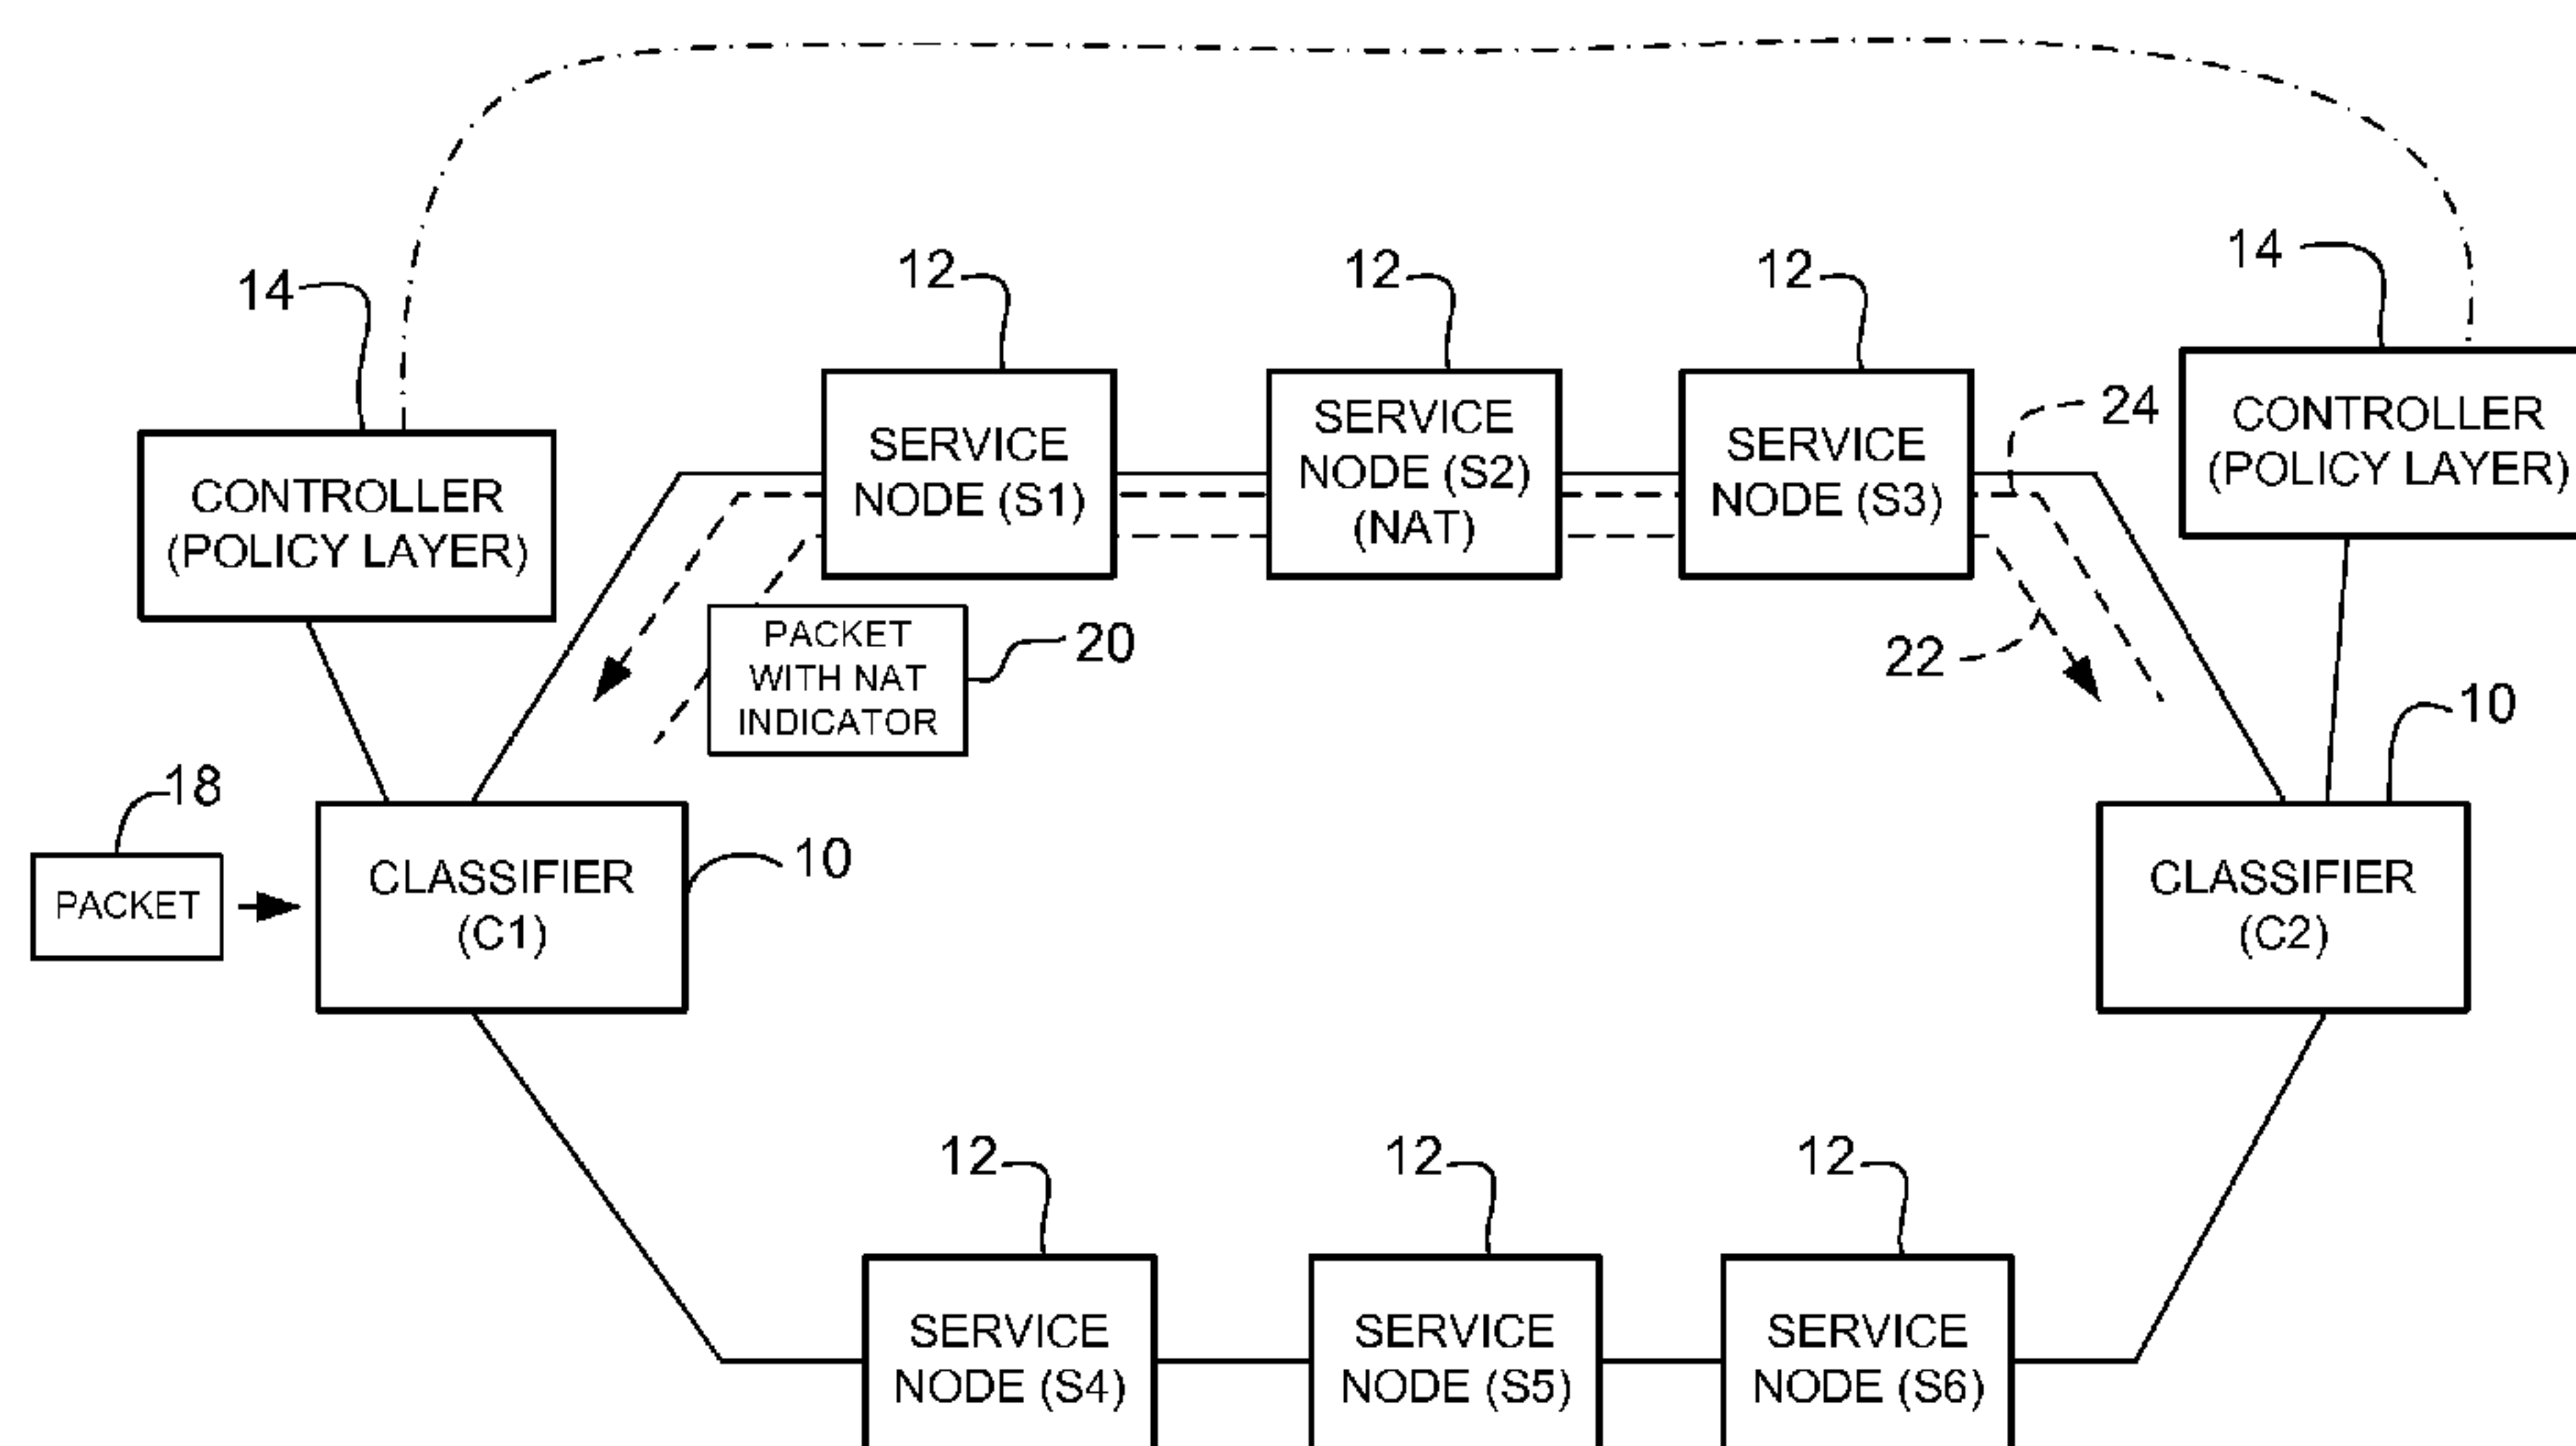 14
12
12
12
14
CONTROLLER
(POLICY LAYER)
SERVICE
NODE (S1)
SERVICE
NODE (S2)
(NAT)
SERVICE
NODE (S3)
24
CONTROLLER
(POLICY LAYER)
PACKET
WITH NAT
INDICATOR
20
22
10
18
PACKET
CLASSIFIER
(C1)
10
CLASSIFIER
(C2)
12
12
12
SERVICE
NODE (S4)
SERVICE
NODE (S5)
SERVICE
NODE (S6)